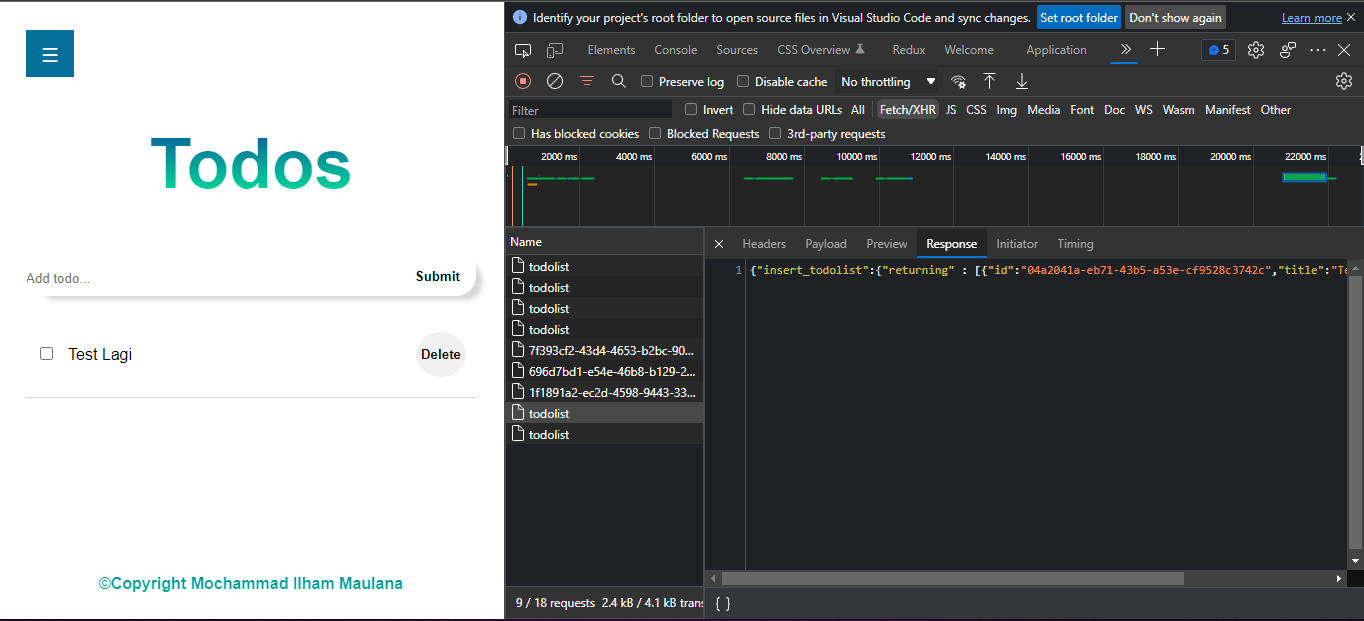 ☰
Todos
Add todo...
Submit
Test Lagi
Delete
©Copyright Mochammad Ilham Maulana
Identify your project's root folder to open source files in Visual Studio Code and sync changes. Set root folder Don't show again Learn more
Elements Console Sources CSS Overview Redux Welcome Application 5
Preserve log Disable cache No throttling
Filter Invert Hide data URLs All Fetch/XHR JS CSS Img Media Font Doc WS Wasm Manifest Other
Has blocked cookies Blocked Requests 3rd-party requests
2000 ms 4000 ms 6000 ms 8000 ms 10000 ms 12000 ms 14000 ms 16000 ms 18000 ms 20000 ms 22000 ms
Name
todolist
todolist
todolist
todolist
7f393cf2-43d4-4653-b2bc-90...
696d7bd1-e54e-46b8-b129-2...
1f1891a2-ec2d-4598-9443-33...
todolist
todolist
9 / 18 requests 2.4 kB / 4.1 kB trans
Headers Payload Preview Response Initiator Timing
1 {"insert_todolist":{"returning" : [{"id":"04a2041a-eb71-43b5-a53e-cf9528c3742c","title":"Te
{ }